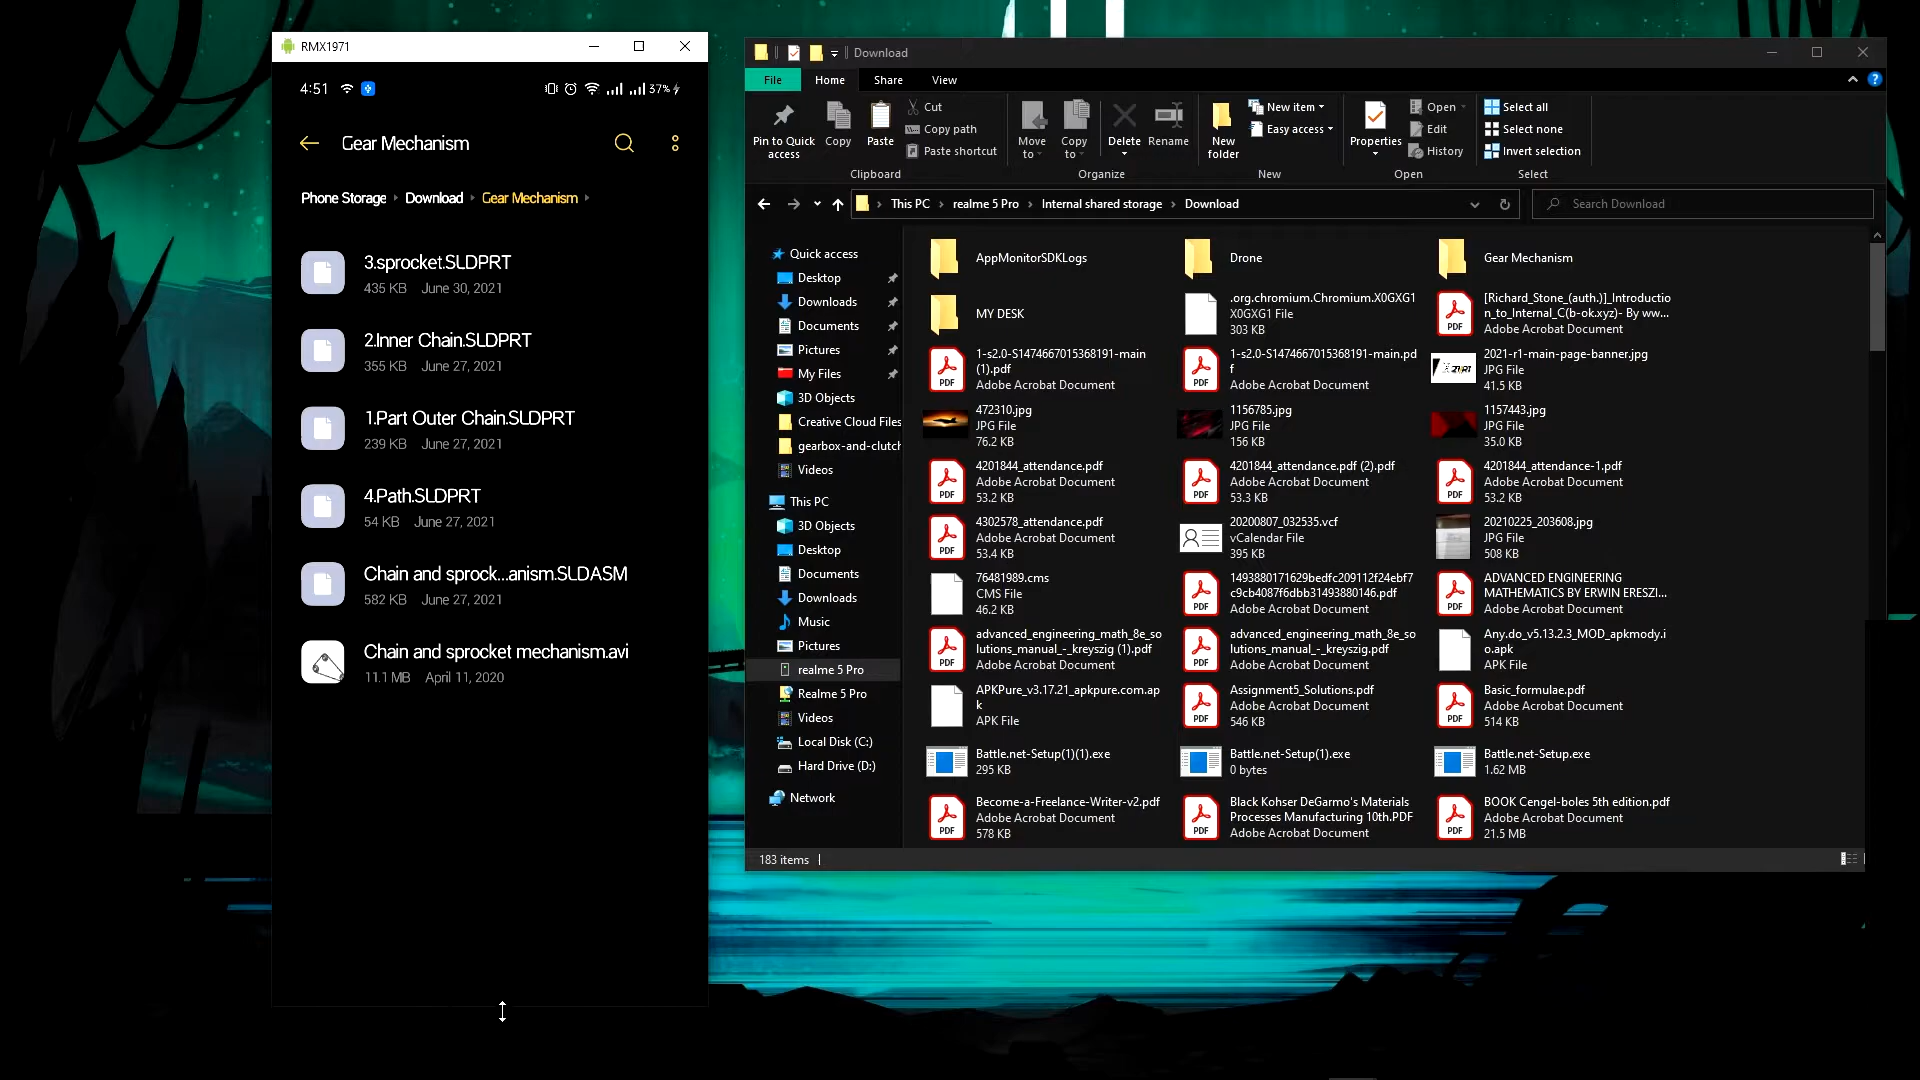 RMX1971
4:51
37%
Gear Mechanism
Phone Storage
Download
Gear Mechanism
3.sprocket.SLDPRT
435 KB June 30, 2021
2.Inner Chain.SLDPRT
355 KB June 27, 2021
1.Part Outer Chain.SLDPRT
239 KB June 27, 2021
4.Path.SLDPRT
54 KB June 27, 2021
Chain and sprock...anism.SLDASM
582 KB June 27, 2021
Chain and sprocket mechanism.avi
11.1 MB April 11, 2020
Download
File Home Share View
Pin to Quick
access
Copy
Paste
Cut
Copy path
Paste shortcut
Clipboard
Move
to
Copy
to
Delete
Rename
Organize
New
folder
New item
Easy access
New
Properties
Open
Edit
History
Open
Select all
Select none
Invert selection
Select
This PC
realme 5 Pro
Internal shared storage
Download
Search Download
Quick access
Desktop
Downloads
Documents
Pictures
My Files
3D Objects
Creative Cloud Files
gearbox-and-clutch
Videos
This PC
3D Objects
Desktop
Documents
Downloads
Music
Pictures
realme 5 Pro
Realme 5 Pro
Videos
Local Disk (C:)
Hard Drive (D:)
Network
AppMonitorSDKLogs
Drone
Gear Mechanism
MY DESK
.org.chromium.Chromium.X0GXG1
X0GXG1 File
303 KB
[Richard_Stone_(auth.)]_Introductio
n_to_Internal_C(b-ok.xyz)- By ww...
Adobe Acrobat Document
1-s2.0-S1474667015368191-main
(1).pdf
Adobe Acrobat Document
1-s2.0-S1474667015368191-main.pd
f
Adobe Acrobat Document
2021-r1-main-page-banner.jpg
JPG File
41.5 KB
472310.jpg
JPG File
76.2 KB
1156785.jpg
JPG File
156 KB
1157443.jpg
JPG File
35.0 KB
4201844_attendance.pdf
Adobe Acrobat Document
53.2 KB
4201844_attendance.pdf (2).pdf
Adobe Acrobat Document
53.3 KB
4201844_attendance-1.pdf
Adobe Acrobat Document
53.2 KB
4302578_attendance.pdf
Adobe Acrobat Document
53.4 KB
20200807_032535.vcf
vCalendar File
395 KB
20210225_203608.jpg
JPG File
508 KB
76481989.cms
CMS File
46.2 KB
1493880171629bedfc209112f24ebf7
c9cb4087f6dbb31493880146.pdf
Adobe Acrobat Document
ADVANCED ENGINEERING
MATHEMATICS BY ERWIN ERESZI...
Adobe Acrobat Document
advanced_engineering_math_8e_so
lutions_manual_-_kreyszig (1).pdf
Adobe Acrobat Document
advanced_engineering_math_8e_so
lutions_manual_-_kreyszig.pdf
Adobe Acrobat Document
Any.do_v5.13.2.3_MOD_apkmody.i
o.apk
APK File
APKPure_v3.17.21_apkpure.com.ap
k
APK File
Assignment5_Solutions.pdf
Adobe Acrobat Document
546 KB
Basic_formulae.pdf
Adobe Acrobat Document
514 KB
Battle.net-Setup(1)(1).exe
295 KB
Battle.net-Setup(1).exe
0 bytes
Battle.net-Setup.exe
1.62 MB
Become-a-Freelance-Writer-v2.pdf
Adobe Acrobat Document
578 KB
Black Kohser DeGarmo's Materials
Processes Manufacturing 10th.PDF
Adobe Acrobat Document
BOOK Cengel-boles 5th edition.pdf
Adobe Acrobat Document
21.5 MB
183 items